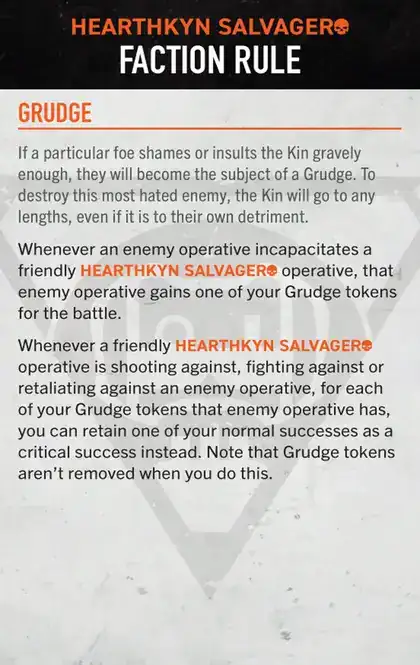 HEARTHKYN SALVAGER
FACTION RULE
GRUDGE
If a particular foe shames or insults the Kin gravely
enough, they will become the subject of a Grudge. To
destroy this most hated enemy, the Kin will go to any
lengths, even if it is to their own detriment.
Whenever an enemy operative incapacitates a
friendly HEARTHKYN SALVAGER operative, that
enemy operative gains one of your Grudge tokens
for the battle.
Whenever a friendly HEARTHKYN SALVAGER
operative is shooting against, fighting against or
retaliating against an enemy operative, for each
of your Grudge tokens that enemy operative has,
you can retain one of your normal successes as a
critical success instead. Note that Grudge tokens
aren’t removed when you do this.